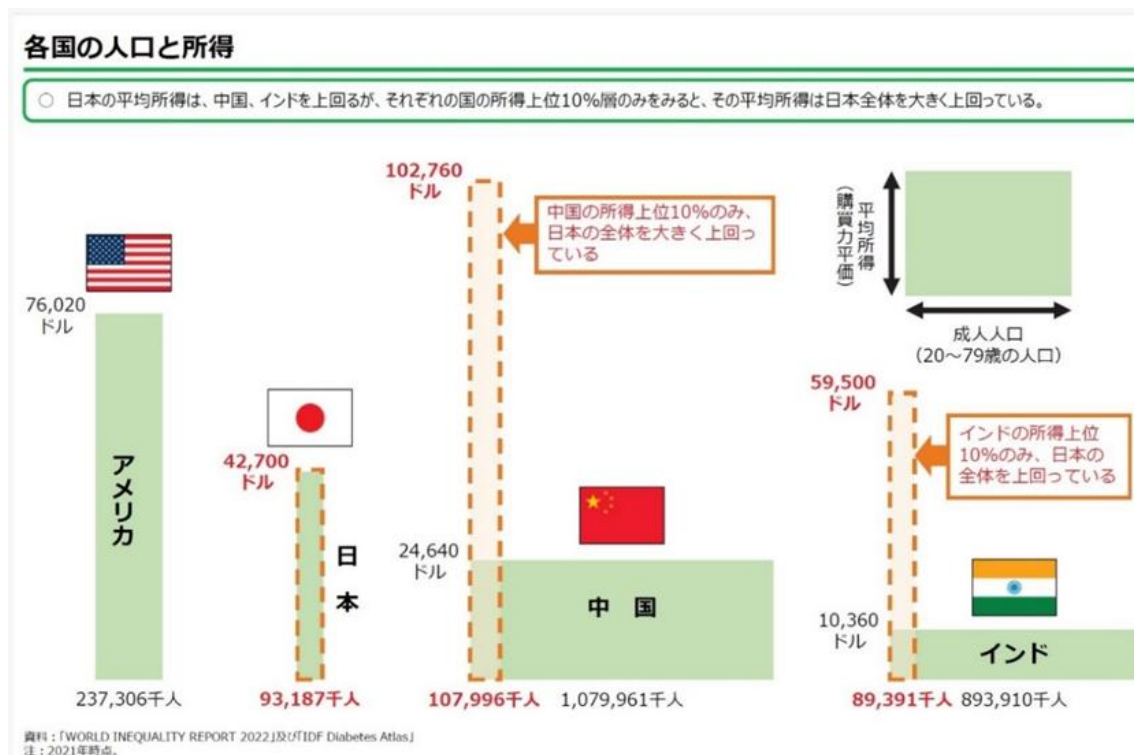 各国の人口と所得
○ 日本の平均所得は、中国、インドを上回るが、それぞれの国の所得上位10%層のみをみると、その平均所得は日本全体を大きく上回っている。
76,020
ドル
アメリカ
237,306千人
42,700
ドル
日本
93,187千人
102,760
ドル
中国の所得上位10%のみ、
日本の全体を大きく上回っ
ている
24,640
ドル
中 国
107,996千人
1,079,961千人
平均所得
(購買力平価)
成人人口
(20~79歳の人口)
59,500
ドル
インドの所得上位
10%のみ、日本の
全体を上回っている
10,360
ドル
インド
89,391千人
893,910千人
資料:「WORLD INEQUALITY REPORT 2022」及び「IDF Diabetes Atlas」
注:2021年時点。